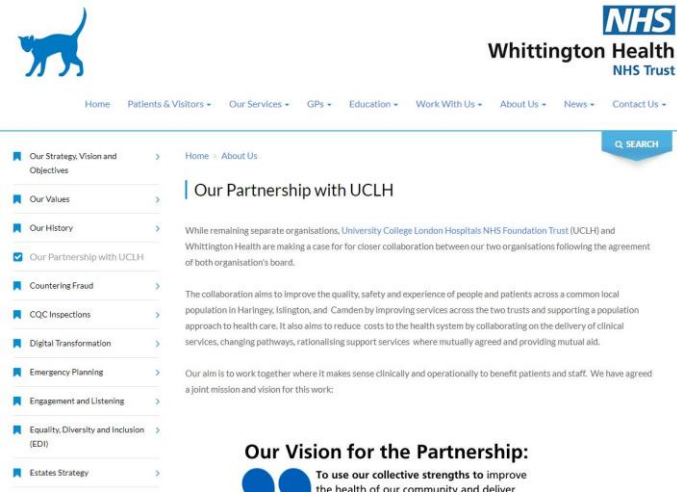 NHS
Whittington Health
NHS Trust
Home Patients & Visitors Our Services GPs Education Work With Us About Us News Contact Us
SEARCH
Home > About Us
Our Strategy, Vision and
Objectives
Our Values
Our History
Our Partnership with UCLH
Countering Fraud
CQC Inspections
Digital Transformation
Emergency Planning
Engagement and Listening
Equality, Diversity and Inclusion
(EDI)
Estates Strategy
Our Partnership with UCLH
While remaining separate organisations, University College London Hospitals NHS Foundation Trust (UCLH) and
Whittington Health are making a case for for closer collaboration between our two organisations following the agreement
of both organisation's board.
The collaboration aims to improve the quality, safety and experience of people and patients across a common local
population in Haringey, Islington, and Camden by improving services across the two trusts and supporting a population
approach to health care. It also aims to reduce costs to the health system by collaborating on the delivery of clinical
services, changing pathways, rationalising support services where mutually agreed and providing mutual aid.
Our aim is to work together where it makes sense clinically and operationally to benefit patients and staff. We have agreed
a joint mission and vision for this work:
Our Vision for the Partnership:
To use our collective strengths to improve
the health of our community and deliver